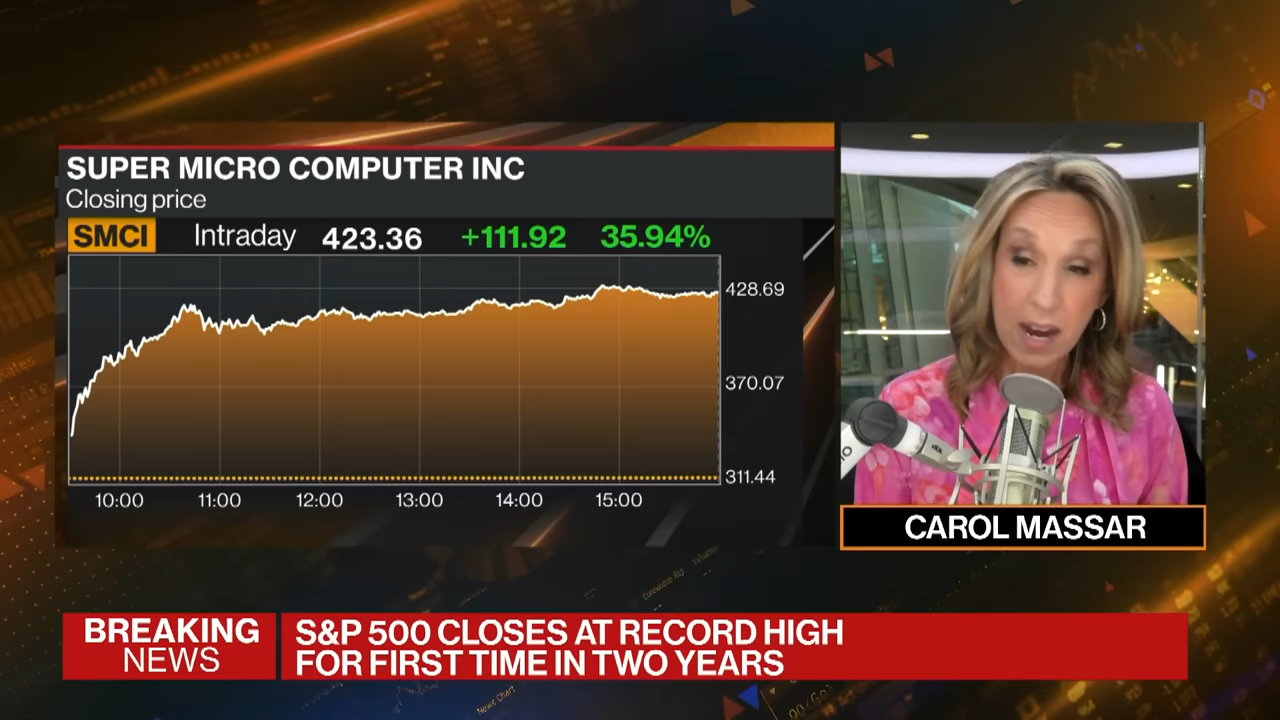 SUPER MICRO COMPUTER INC
Closing price
SMCI Intraday 423.36 +111.92 35.94%
428.69
370.07
311.44
10:00 11:00 12:00 13:00 14:00 15:00
CAROL MASSAR
BREAKING
NEWS
S&P 500 CLOSES AT RECORD HIGH
FOR FIRST TIME IN TWO YEARS
News Chart